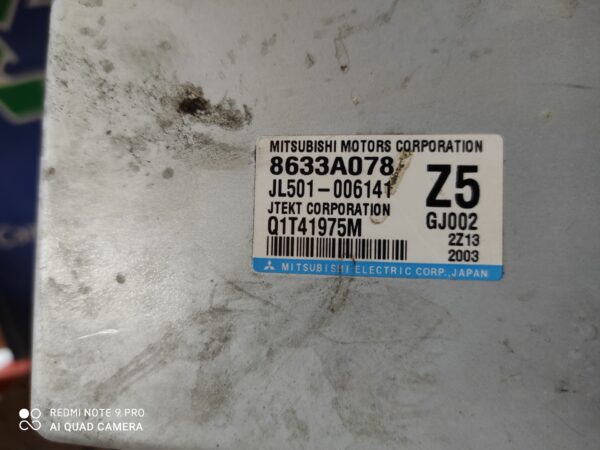 MITSUBISHI MOTORS CORPORATION
8633A078
JL501-006141
Z5
JTEKT CORPORATION
GJ002
Q1T41975M
2Z13
2003
MITSUBISHI ELECTRIC CORP., JAPAN
REDMI NOTE 9 PRO
AI QUAD CAMERA